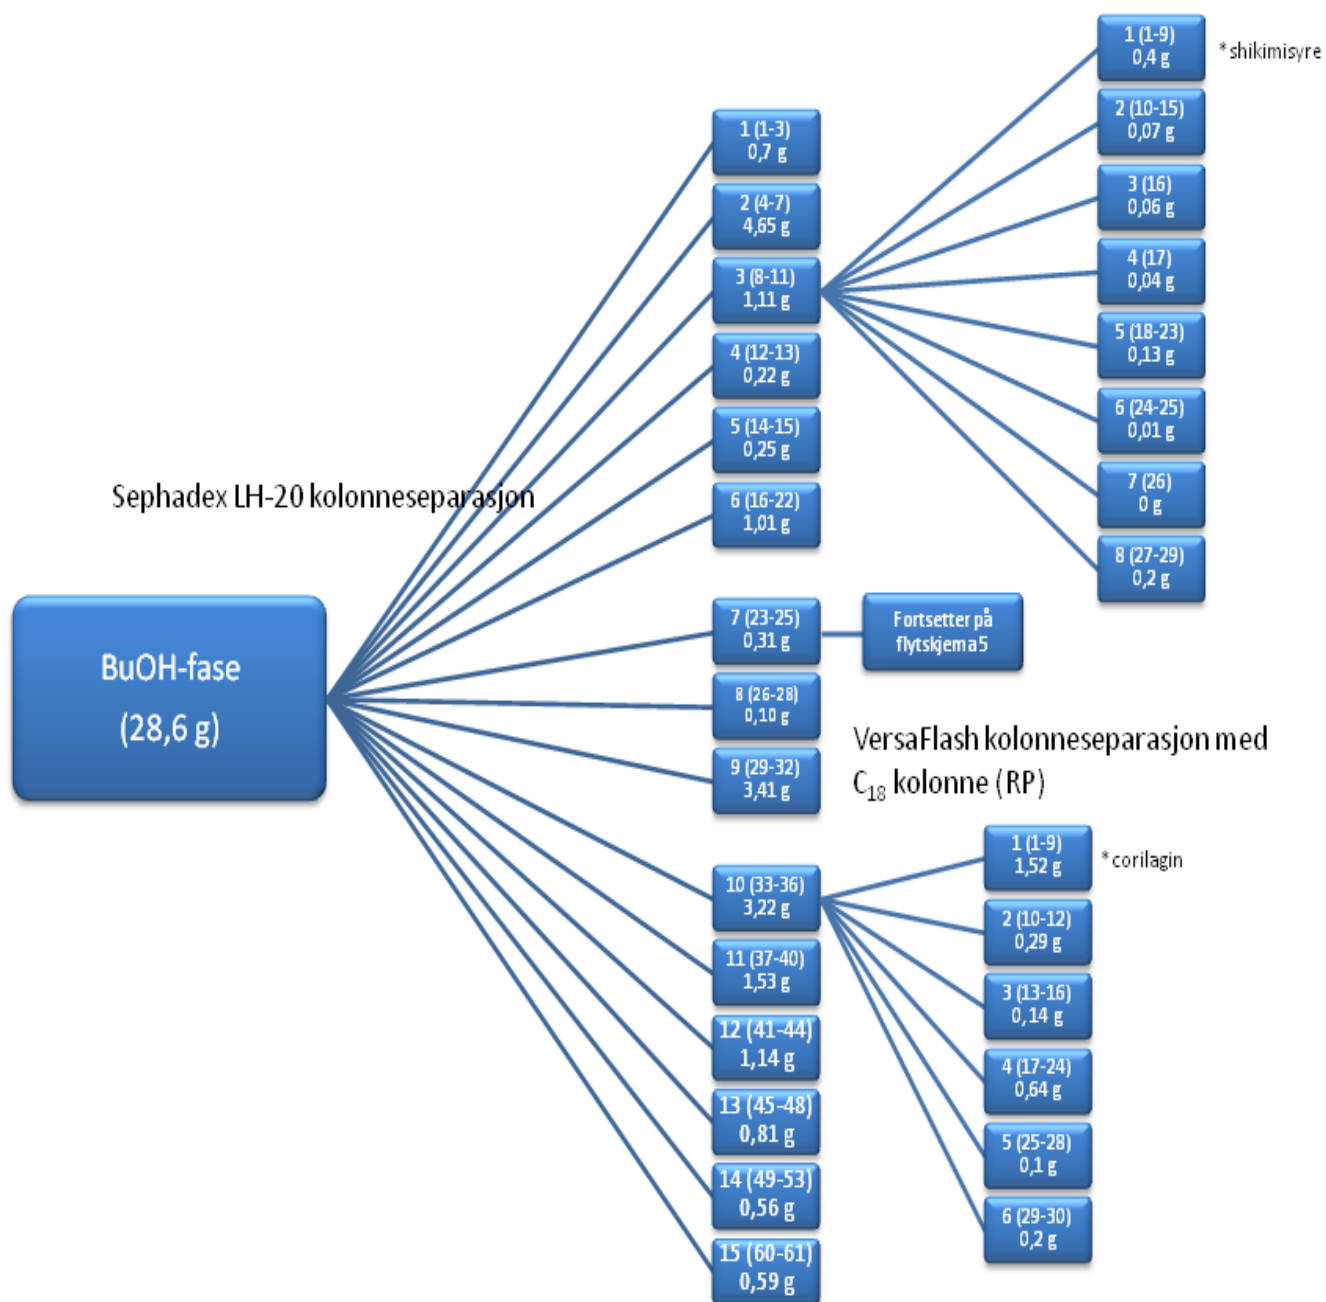 Sephadex LH-20 kolonneseparasjon
BuOH-fase
(28,6 g)
1 (1-3)
0,7 g
2 (4-7)
4,65 g
3 (8-11)
1,11 g
4 (12-13)
0,22 g
5 (14-15)
0,25 g
6 (16-22)
1,01 g
7 (23-25)
0,31 g
8 (26-28)
0,10 g
9 (29-32)
3,41 g
10 (33-36)
3,22 g
11 (37-40)
1,53 g
12 (41-44)
1,14 g
13 (45-48)
0,81 g
14 (49-53)
0,56 g
15 (60-61)
0,59 g
1 (1-9)
0,4 g
*shikimisyre
2 (10-15)
0,07 g
3 (16)
0,06 g
4 (17)
0,04 g
5 (18-23)
0,13 g
6 (24-25)
0,01 g
7 (26)
0 g
8 (27-29)
0,2 g
Fortsetter på
flytskjema5
VersaFlash kolonneseparasjon med
C₁₈ kolonne (RP)
1 (1-9)
1,52 g
*corilagin
2 (10-12)
0,29 g
3 (13-16)
0,14 g
4 (17-24)
0,64 g
5 (25-28)
0,1 g
6 (29-30)
0,2 g